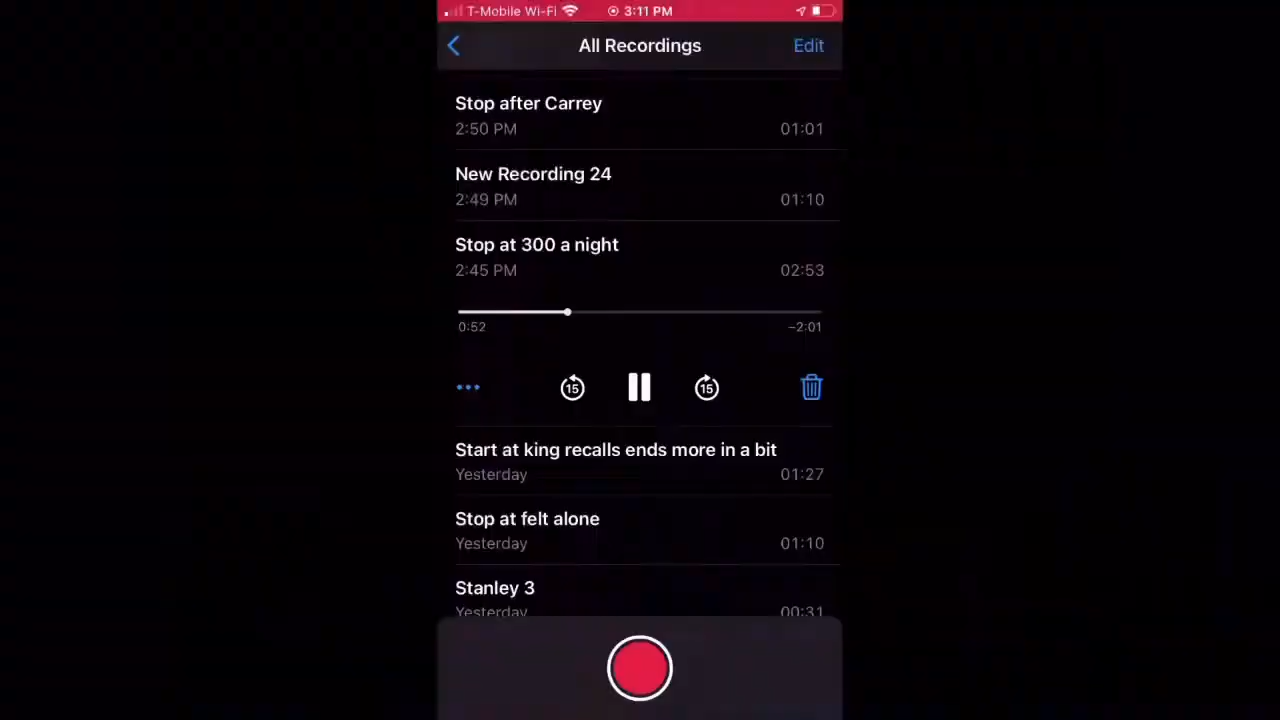 T-Mobile Wi-Fi 3:11 PM
All Recordings Edit
Stop after Carrey
2:50 PM 01:01
New Recording 24
2:49 PM 01:10
Stop at 300 a night
2:45 PM 02:53
0:52 –2:01
15 15
Start at king recalls ends more in a bit
Yesterday 01:27
Stop at felt alone
Yesterday 01:10
Stanley 3
Yesterday 00:31